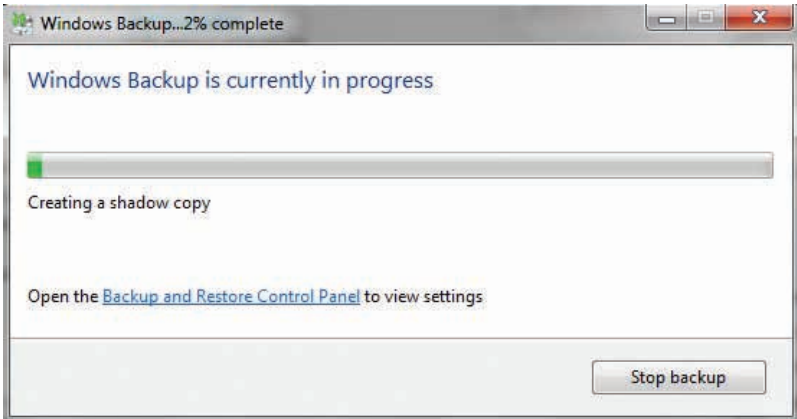 Windows Backup...2% complete
Windows Backup is currently in progress
Creating a shadow copy
Open the Backup and Restore Control Panel to view settings
Stop backup